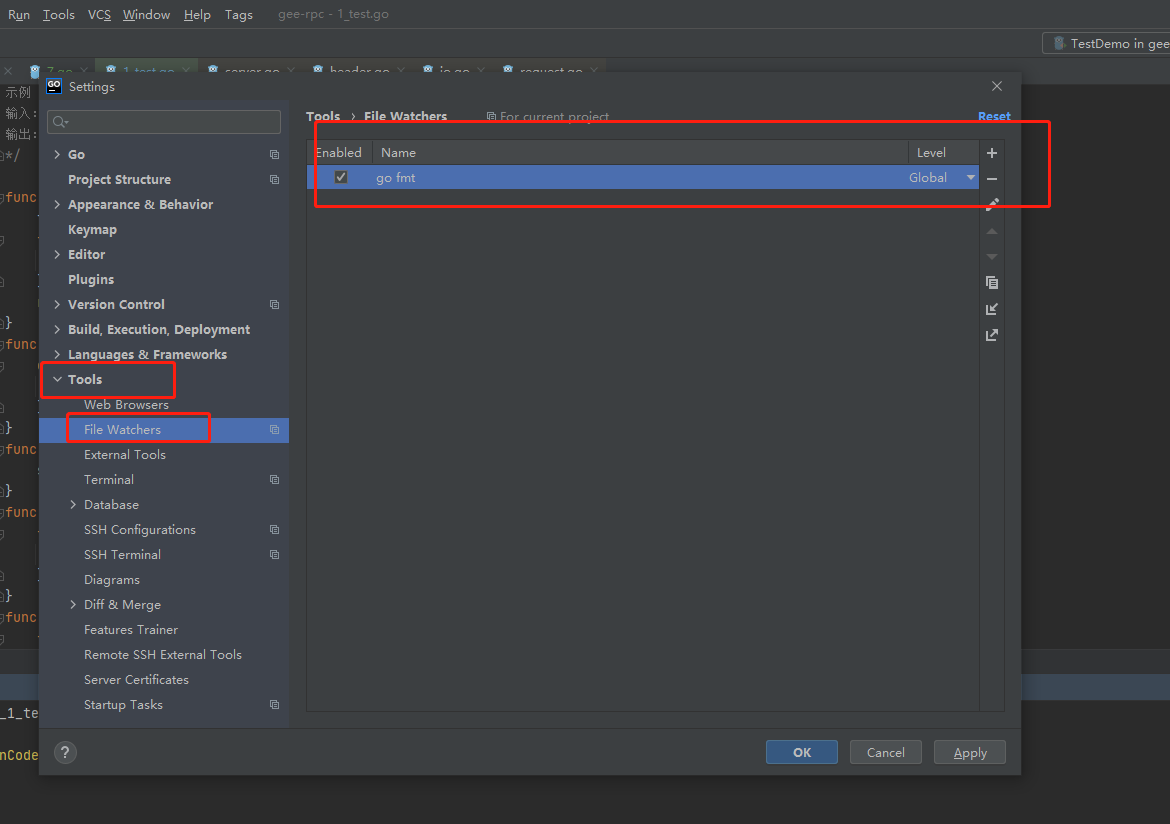 Run Tools VCS Window Help Tags gee-rpc - 1_test.go
TestDemo in gee
7.go 1_test.go server.go header.go io.go request.go
GO Settings
示例
输入:
输出:
*/
func
}
func
}
func
}
func
}
func
_1_te
nCode
Go
Project Structure
Appearance & Behavior
Keymap
Editor
Plugins
Version Control
Build, Execution, Deployment
Languages & Frameworks
Tools
Web Browsers
File Watchers
External Tools
Terminal
Database
SSH Configurations
SSH Terminal
Diagrams
Diff & Merge
Features Trainer
Remote SSH External Tools
Server Certificates
Startup Tasks
Tools › File Watchers For current project Reset
Enabled Name Level
go fmt Global
? OK Cancel Apply